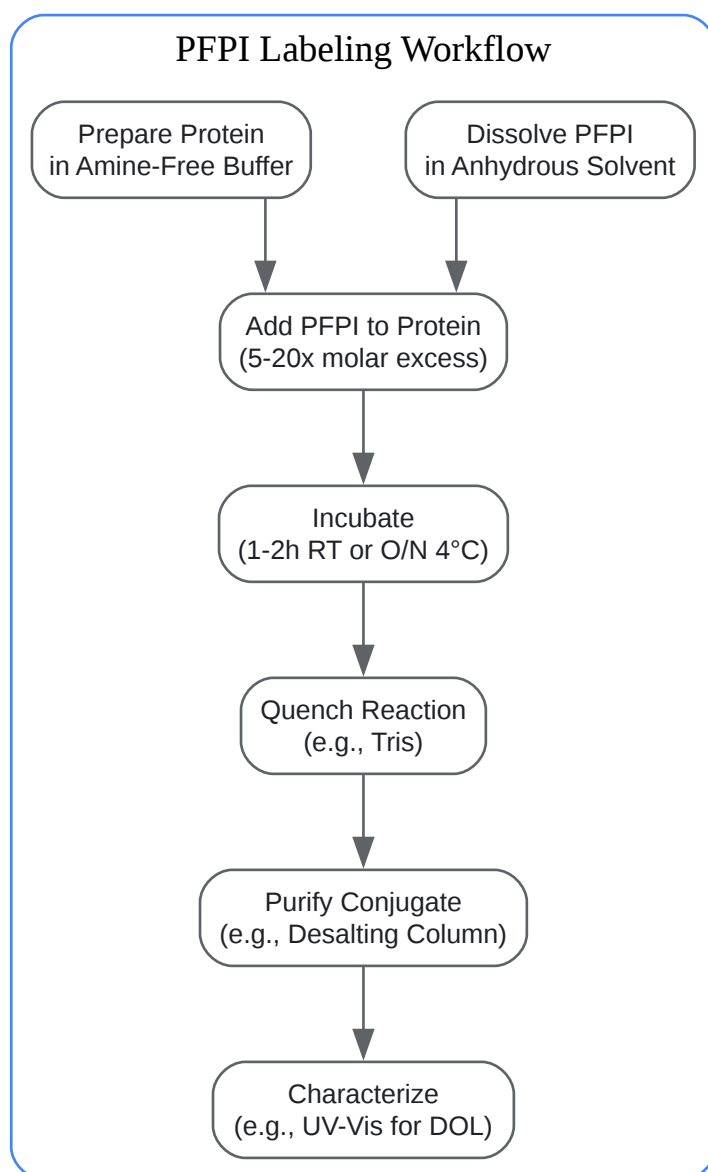 PFPI Labeling Workflow
Prepare Protein
in Amine-Free Buffer
Dissolve PFPI
in Anhydrous Solvent
Add PFPI to Protein
(5-20x molar excess)
Incubate
(1-2h RT or O/N 4°C)
Quench Reaction
(e.g., Tris)
Purify Conjugate
(e.g., Desalting Column)
Characterize
(e.g., UV-Vis for DOL)